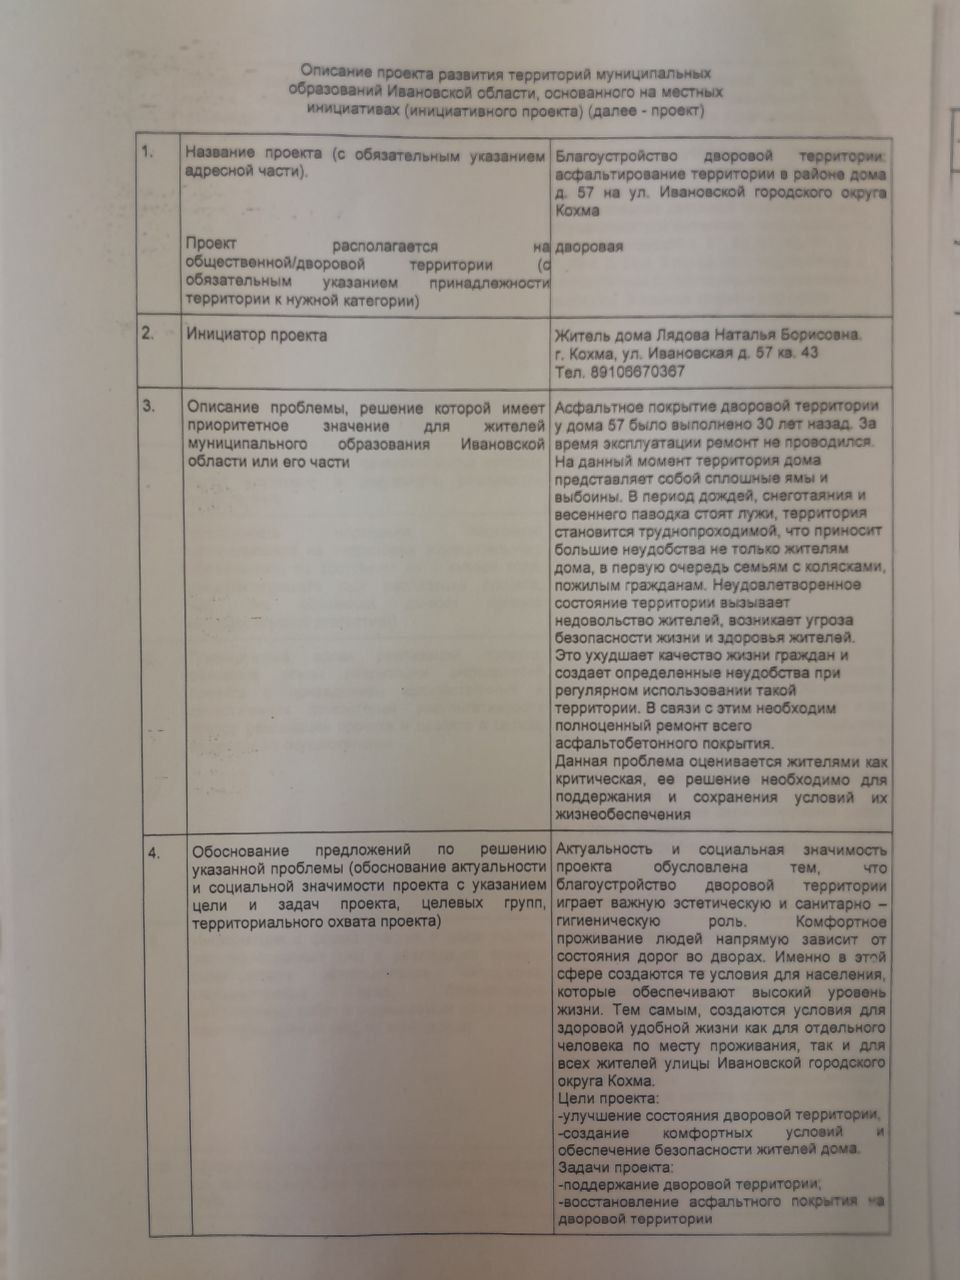 Описание проекта развития территорий муниципальных
образований Ивановской области, основанного на местных
инициативах (инициативного проекта) (далее - проект)
1.
Название проекта (с обязательным указанием
адресной части).
Проект располагается на
общественной/дворовой территории (с
обязательным указанием принадлежности
территории к нужной категории)
Благоустройство дворовой территории:
асфальтирование территории в районе дома
д. 57 на ул. Ивановской городского округа
Кохма
дворовая
2.
Инициатор проекта
Житель дома Лядова Наталья Борисовна.
г. Кохма, ул. Ивановская д. 57 кв. 43
Тел. 89106670367
3.
Описание проблемы, решение которой имеет
приоритетное значение для жителей
муниципального образования Ивановской
области или его части
Асфальтное покрытие дворовой территории
у дома 57 было выполнено 30 лет назад. За
время эксплуатации ремонт не проводился.
На данный момент территория дома
представляет собой сплошные ямы и
выбоины. В период дождей, снеготаяния и
весеннего паводка стоят лужи, территория
становится труднопроходимой, что приносит
большие неудобства не только жителям
дома, в первую очередь семьям с колясками,
пожилым гражданам. Неудовлетворенное
состояние территории вызывает
недовольство жителей, возникает угроза
безопасности жизни и здоровья жителей.
Это ухудшает качество жизни граждан и
создает определенные неудобства при
регулярном использовании такой
территории. В связи с этим необходим
полноценный ремонт всего
асфальтобетонного покрытия.
Данная проблема оценивается жителями как
критическая, ее решение необходимо для
поддержания и сохранения условий их
жизнеобеспечения
4.
Обоснование предложений по решению
указанной проблемы (обоснование актуальности
и социальной значимости проекта с указанием
цели и задач проекта, целевых групп,
территориального охвата проекта)
Актуальность и социальная значимость
проекта обусловлена тем, что
благоустройство дворовой территории
играет важную эстетическую и санитарно –
гигиеническую роль. Комфортное
проживание людей напрямую зависит от
состояния дорог во дворах. Именно в этой
сфере создаются те условия для населения,
которые обеспечивают высокий уровень
жизни. Тем самым, создаются условия для
здоровой удобной жизни как для отдельного
человека по месту проживания, так и для
всех жителей улицы Ивановской городского
округа Кохма.
Цели проекта:
-улучшение состояния дворовой территории,
-создание комфортных условий и
обеспечение безопасности жителей дома.
Задачи проекта:
-поддержание дворовой территории;
-восстановление асфальтного покрытия на
дворовой территории